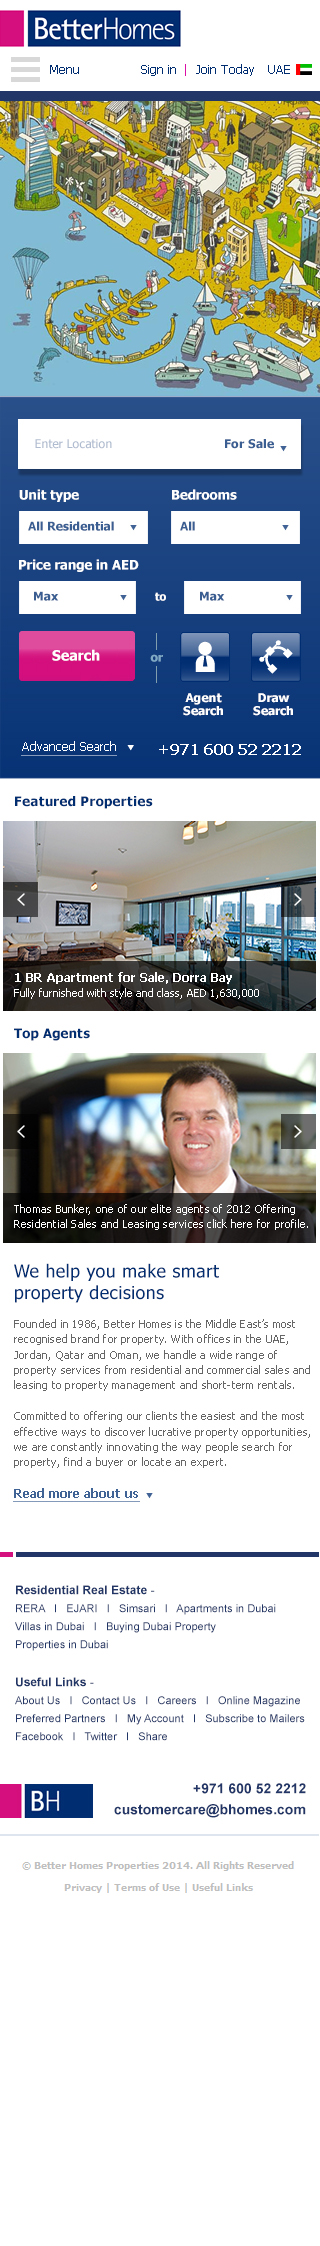 BetterHomes
Menu Sign in | Join Today UAE
Enter Location For Sale
Unit type Bedrooms
All Residential All
Price range in AED
Max to Max
Search or Agent Search Draw Search
Advanced Search +971 600 52 2212
Featured Properties
1 BR Apartment for Sale, Dorra Bay
Fully furnished with style and class, AED 1,630,000
Top Agents
Thomas Bunker, one of our elite agents of 2012 Offering
Residential Sales and Leasing services click here for profile.
We help you make smart
property decisions
Founded in 1986, Better Homes is the Middle East's most
recognised brand for property. With offices in the UAE,
Jordan, Qatar and Oman, we handle a wide range of
property services from residential and commercial sales and
leasing to property management and short-term rentals.
Committed to offering our clients the easiest and the most
effective ways to discover lucrative property opportunities,
we are constantly innovating the way people search for
property, find a buyer or locate an expert.
Read more about us
Residential Real Estate -
RERA I EJARI I Simsari I Apartments in Dubai
Villas in Dubai I Buying Dubai Property
Properties in Dubai
Useful Links -
About Us I Contact Us I Careers I Online Magazine
Preferred Partners I My Account I Subscribe to Mailers
Facebook I Twitter I Share
BH +971 600 52 2212
customercare@bhomes.com
© Better Homes Properties 2014. All Rights Reserved
Privacy | Terms of Use | Useful Links